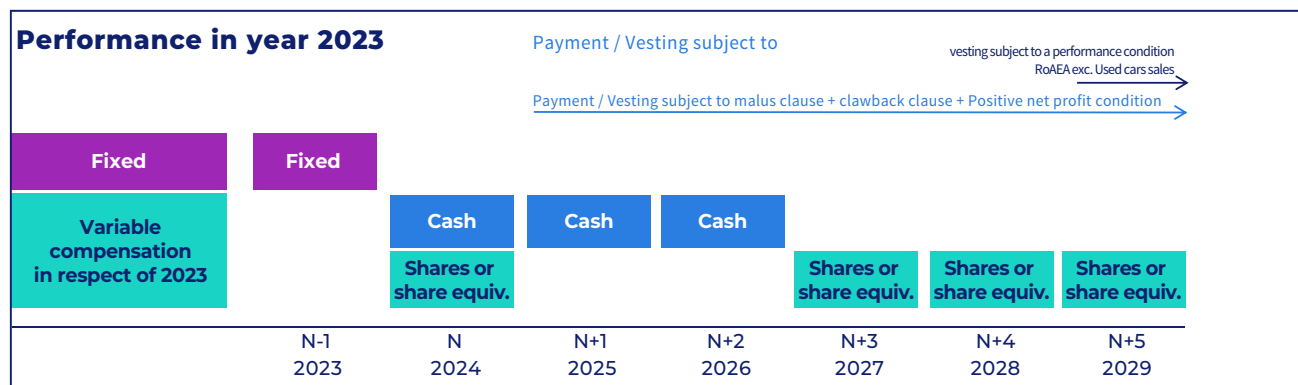 Performance in year 2023
Payment / Vesting subject to
vesting subject to a performance condition
RoAEA exc. Used cars sales
Payment / Vesting subject to malus clause + clawback clause + Positive net profit condition
Fixed
Fixed
Variable
compensation
in respect of 2023
Cash
Cash
Cash
Shares or
share equiv.
Shares or
share equiv.
Shares or
share equiv.
Shares or
share equiv.
N-1
2023
N
2024
N+1
2025
N+2
2026
N+3
2027
N+4
2028
N+5
2029